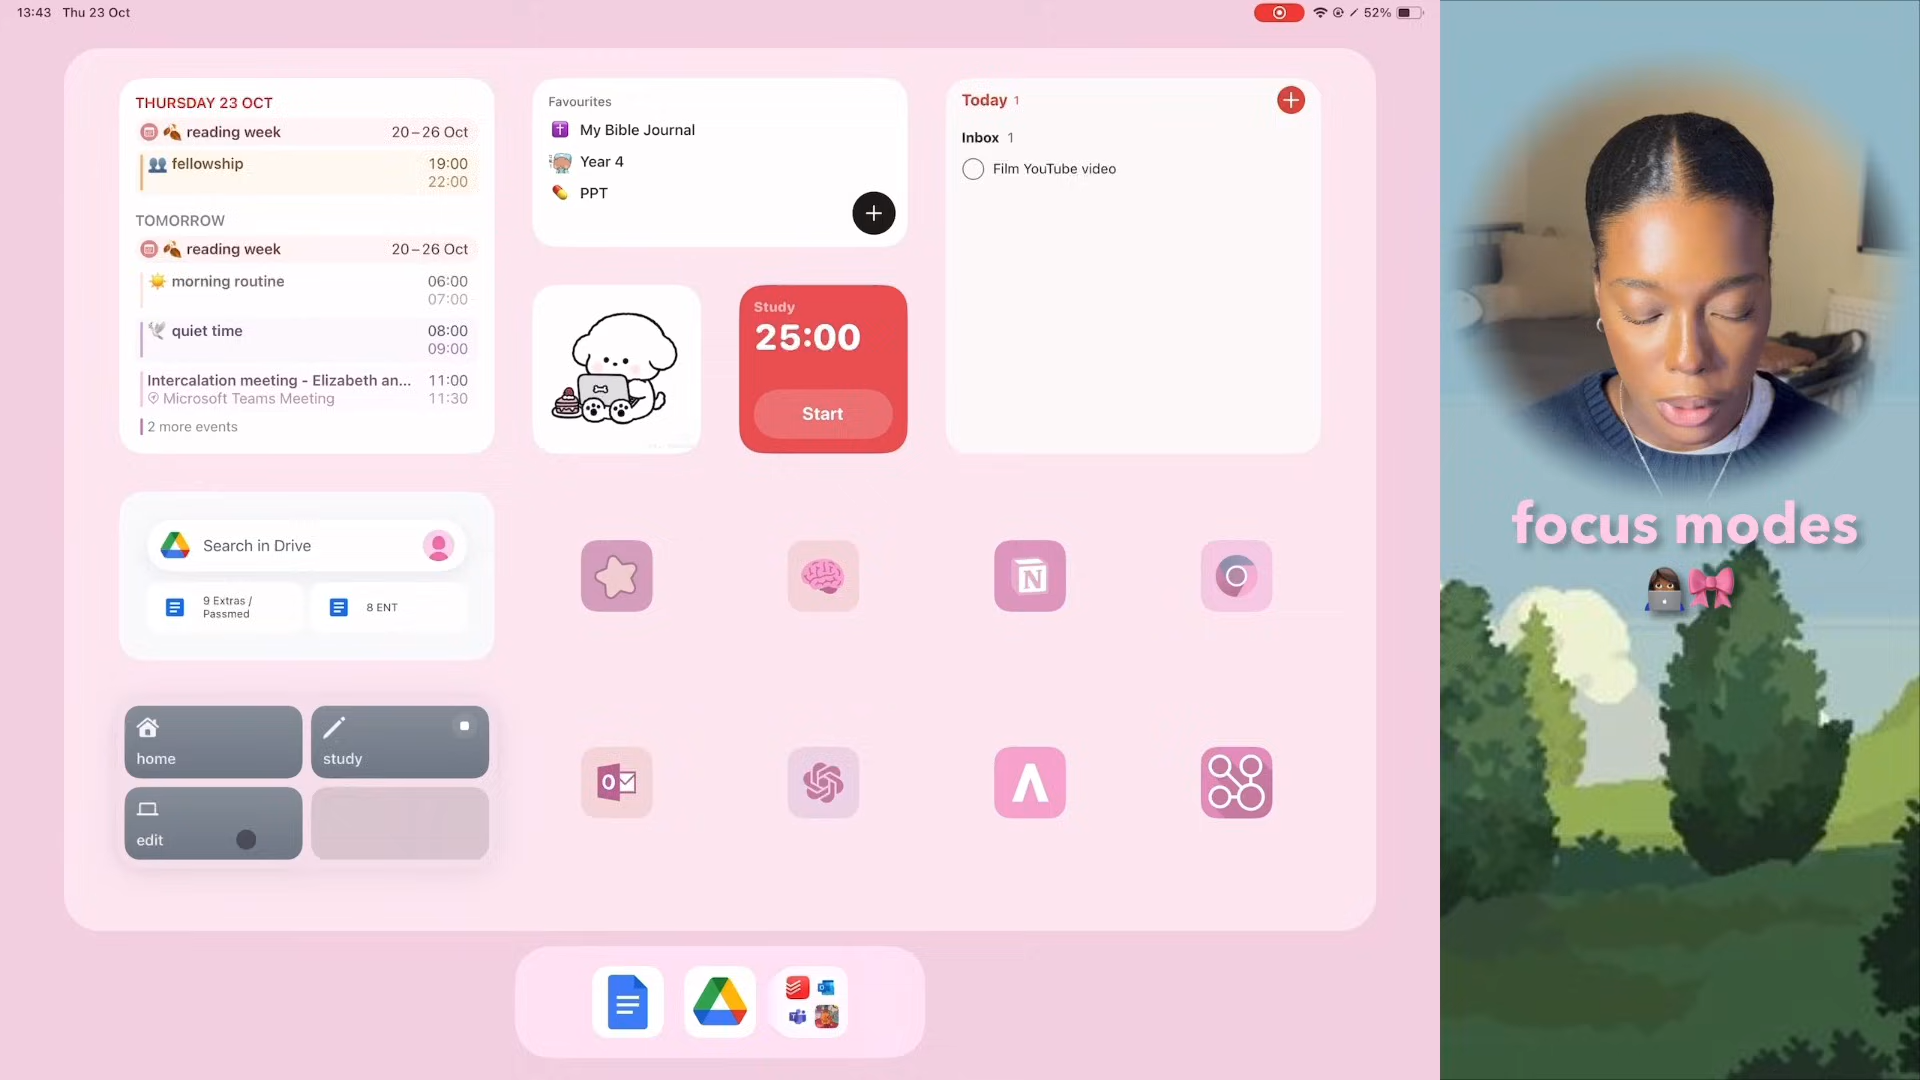 13:43 Thu 23 Oct
52%
THURSDAY 23 OCT
reading week 20–26 Oct
fellowship 19:00
22:00
TOMORROW
reading week 20–26 Oct
morning routine 06:00
07:00
quiet time 08:00
09:00
Intercalation meeting - Elizabeth an... 11:00
Microsoft Teams Meeting 11:30
2 more events
Favourites
My Bible Journal
Year 4
PPT
Study
25:00
Start
Today 1
Inbox 1
Film YouTube video
Search in Drive
9 Extras /
Passmed
8 ENT
home
study
edit
focus modes